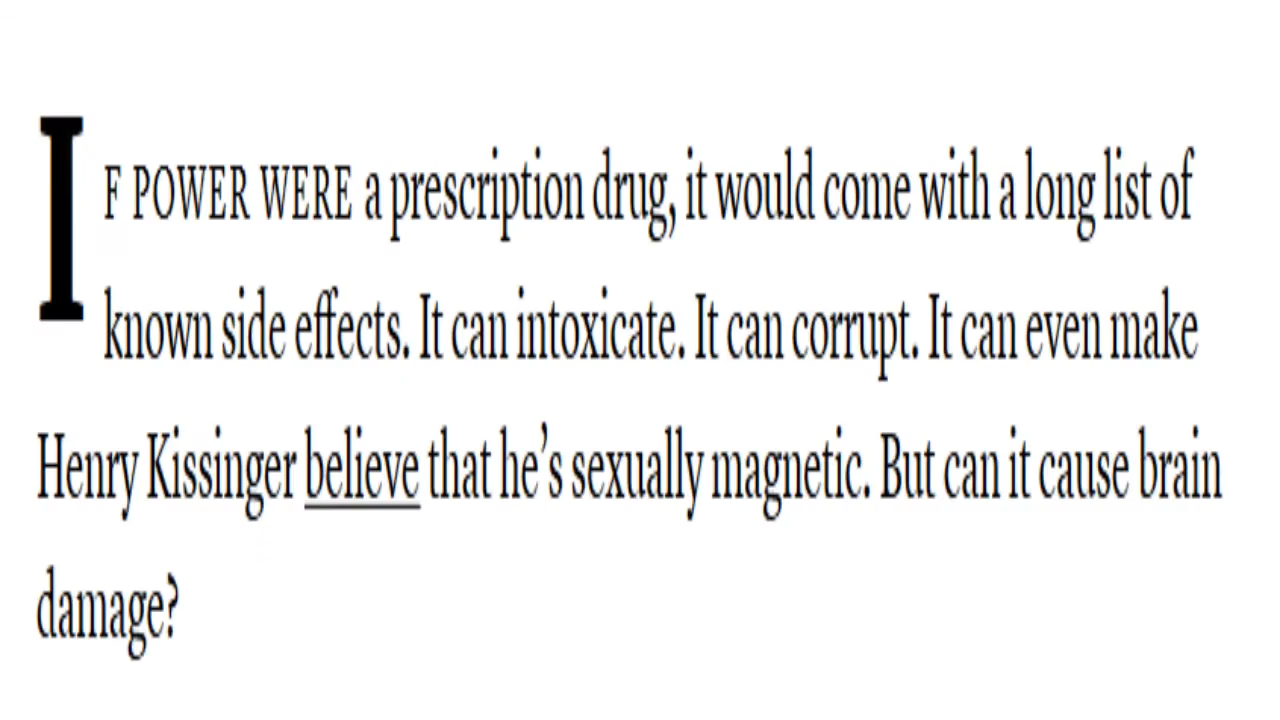 IF POWER WERE a prescription drug, it would come with a long list of
known side effects. It can intoxicate. It can corrupt. It can even make
Henry Kissinger believe that he’s sexually magnetic. But can it cause brain
damage?